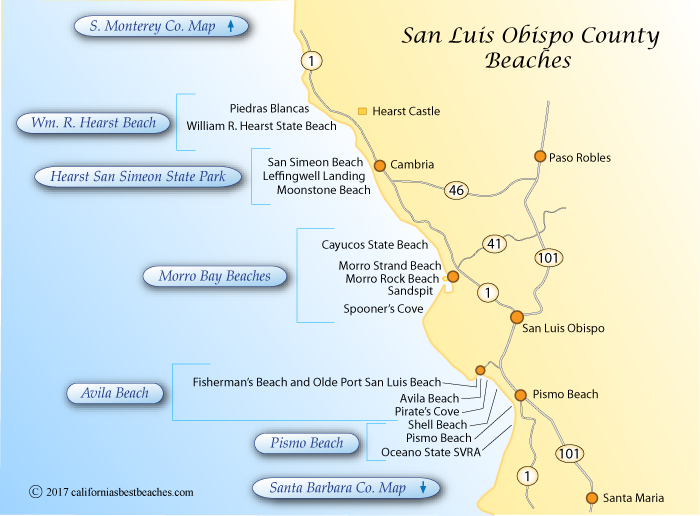 S. Monterey Co. Map
San Luis Obispo County
Beaches
1
Piedras Blancas
Hearst Castle
Wm. R. Hearst Beach
William R. Hearst State Beach
San Simeon Beach
Cambria
Paso Robles
Hearst San Simeon State Park
Leffingwell Landing
Moonstone Beach
46
Cayucos State Beach
41
101
Morro Bay Beaches
Morro Strand Beach
Morro Rock Beach
Sandspit
1
Spooner's Cove
San Luis Obispo
Fisherman's Beach and Olde Port San Luis Beach
Avila Beach
Avila Beach
Pismo Beach
Pirate's Cove
Shell Beach
Pismo Beach
Pismo Beach
Oceano State SVRA
101
1
Santa Barbara Co. Map
Santa Maria
© 2017 californiasbestbeaches.com